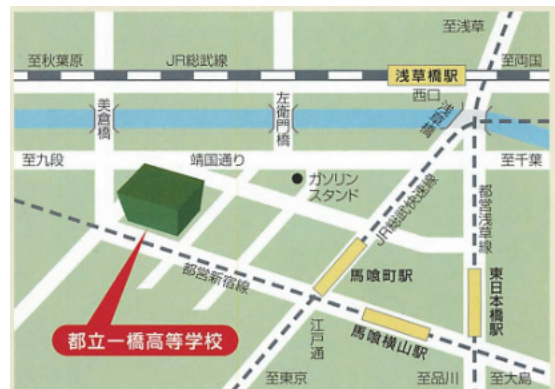 至浅草
至秋葉原
JR総武線
至両国
浅草橋駅
西口
美倉橋
左衛門橋
浅草橋
至九段
靖国通り
至千葉
ガソリン
スタンド
JR総武快速線
都営浅草線
都営新宿線
馬喰町駅
東日本橋駅
都立一橋高等学校
江戸通
馬喰横山駅
至東京
至品川
至大島